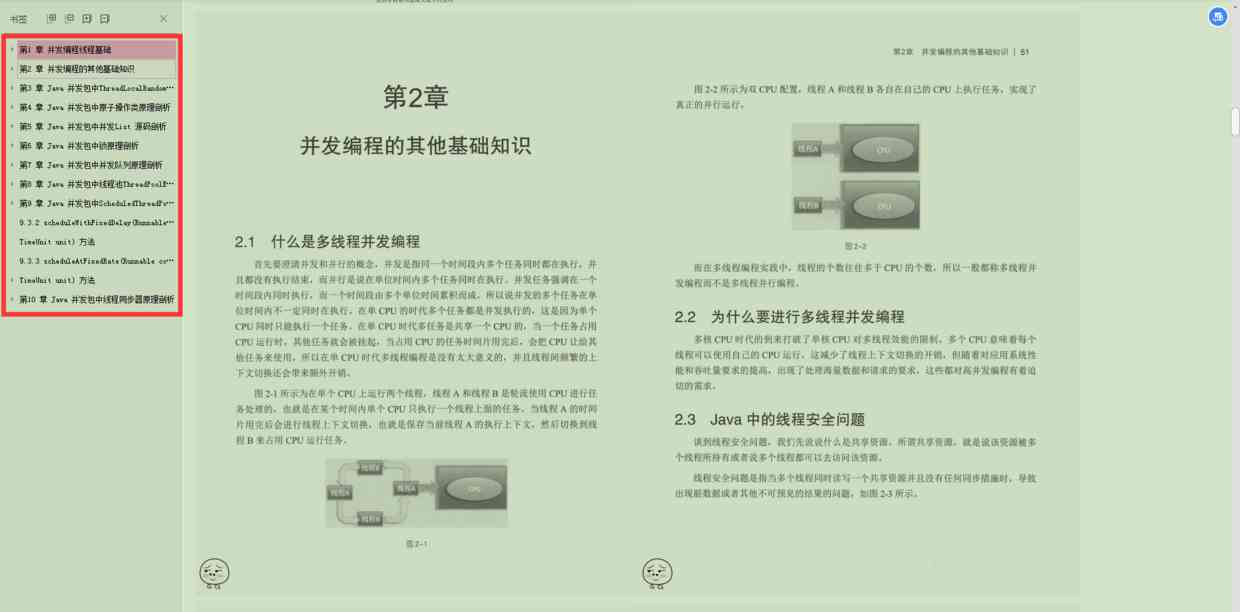 书签
第1 章 并发编程线程基础
第2 章 并发编程的其他基础知识
第3 章 Java 并发包中ThreadLocalRandom…
第4 章 Java 并发包中原子操作类原理剖析
第5 章 Java 并发包中并发List 源码剖析
第6 章 Java 并发包中锁原理剖析
第7 章 Java 并发包中并发队列原理剖析
第8 章 Java 并发包中线程池ThreadPoolE…
第9 章 Java 并发包中ScheduledThreadPo…
9.3.2 scheduleWithFixedDelay(Runnable…
TimeUnit unit) 方法
9.3.3 scheduleAtFixedRate(Runnable co…
TimeUnit unit) 方法
第10 章 Java 并发包中线程同步器原理剖析
第2章
并发编程的其他基础知识
2.1 什么是多线程并发编程
首先要澄清并发和并行的概念，并发是指同一个时间段内多个任务同时都在执行，并
且都没有执行结束，而并行是说在单位时间内多个任务同时在执行。并发任务强调在一个
时间段内同时执行，而一个时间段由多个单位时间累积而成，所以说并发的多个任务在单
位时间内不一定同时在执行。在单 CPU 的时代多个任务都是并发执行的，这是因为单个
CPU 同时只能执行一个任务。在单 CPU 时代多任务是共享一个 CPU 的，当一个任务占用
CPU 运行时，其他任务就会被挂起，当占用 CPU 的任务时间片用完后，会把 CPU 让给其
他任务来使用，所以在单 CPU 时代多线程编程是没有太大意义的，并且线程间频繁的上
下文切换还会带来额外开销。
图 2-1 所示为在单个 CPU 上运行两个线程，线程 A 和线程 B 是轮流使用 CPU 进行任
务处理的，也就是在某个时间内单个 CPU 只执行一个线程上面的任务。当线程 A 的时间
片用完后会进行线程上下文切换，也就是保存当前线程 A 的执行上下文，然后切换到线
程 B 来占用 CPU 运行任务。
线程B
线程A
线程A
CPU
线程B
图 2-1
第2章 并发编程的其他基础知识 | 51
图 2-2 所示为双 CPU 配置，线程 A 和线程 B 各自在自己的 CPU 上执行任务，实现了
真正的并行运行。
线程A
CPU
线程B
CPU
图 2-2
而在多线程编程实践中，线程的个数往往多于 CPU 的个数，所以一般都称多线程并
发编程而不是多线程并行编程。
2.2 为什么要进行多线程并发编程
多核 CPU 时代的到来打破了单核 CPU 对多线程效能的限制。多个 CPU 意味着每个
线程可以使用自己的 CPU 运行，这减少了线程上下文切换的开销，但随着对应用系统性
能和吞吐量要求的提高，出现了处理海量数据和请求的要求，这些都对高并发编程有着迫
切的需求。
2.3 Java 中的线程安全问题
谈到线程安全问题，我们先说说什么是共享资源。所谓共享资源，就是说该资源被多
个线程所持有或者说多个线程都可以去访问该资源。
线程安全问题是指当多个线程同时读写一个共享资源并且没有任何同步措施时，导致
出现脏数据或者其他不可预见的结果的问题，如图 2-3 所示。